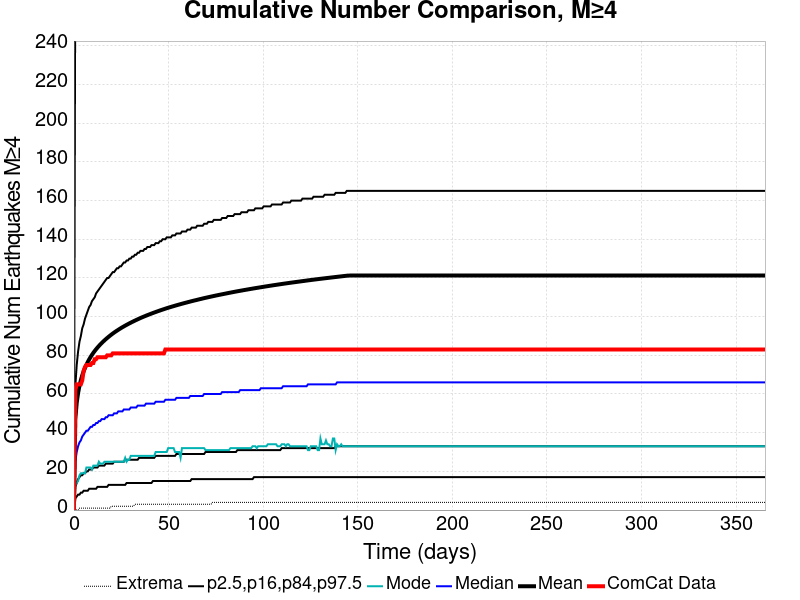 Cumulative Number Comparison, M≥4
Cumulative Num Earthquakes M≥4
240
220
200
180
160
140
120
100
80
60
40
20
0
0 50 100 150 200 250 300 350
Time (days)
Extrema p2.5,p16,p84,p97.5 Mode Median Mean ComCat Data